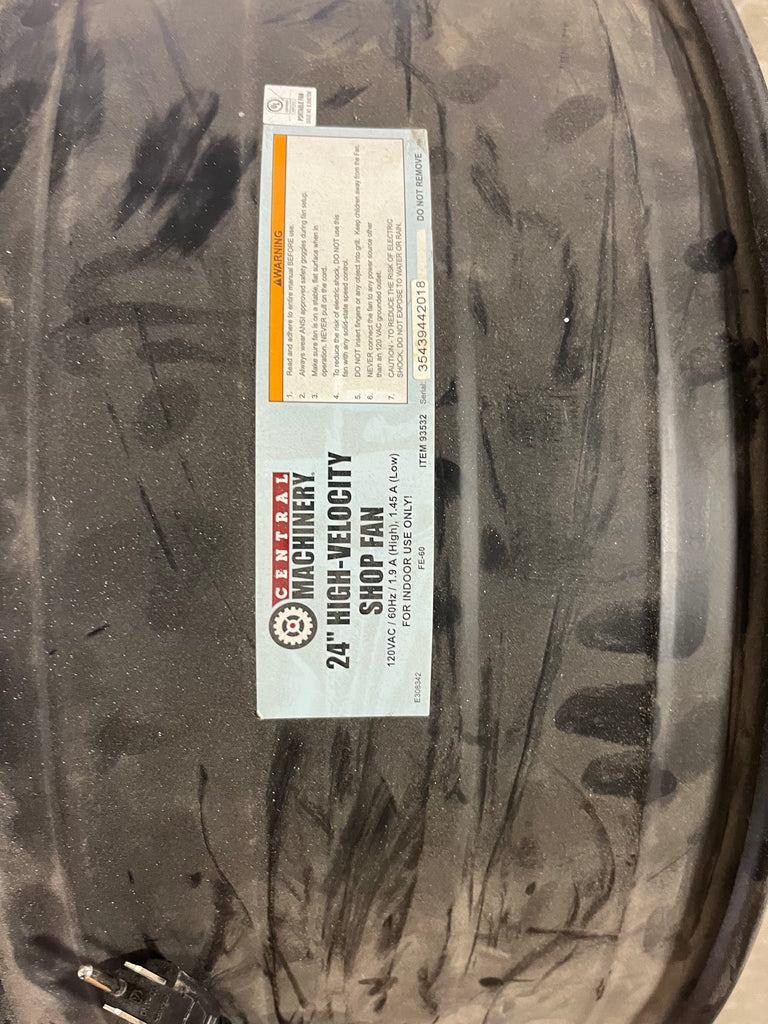 CENTRAL
MACHINERY®
24" HIGH-VELOCITY
SHOP FAN
120VAC / 60Hz / 1.9 A (High), 1.45 A (Low)
FOR INDOOR USE ONLY!
E308342
FE-60
ITEM 93532
⚠WARNING
1. Read and adhere to entire manual BEFORE use.
2. Always wear ANSI approved safety goggles during fan setup.
3. Make sure fan is on a stable, flat surface when in
operation. NEVER pull on the cord.
4. To reduce the risk of electric shock, DO NOT use this
fan with any solid-state speed control.
5. DO NOT insert fingers or any object into grill. Keep children away from the Fan.
6. NEVER connect the fan to any power source other
than an 120 VAC grounded outlet.
7. CAUTION - TO REDUCE THE RISK OF ELECTRIC
SHOCK, DO NOT EXPOSE TO WATER OR RAIN.
Serial: 35439442018
DO NOT REMOVE
UL
PORTABLE FAN